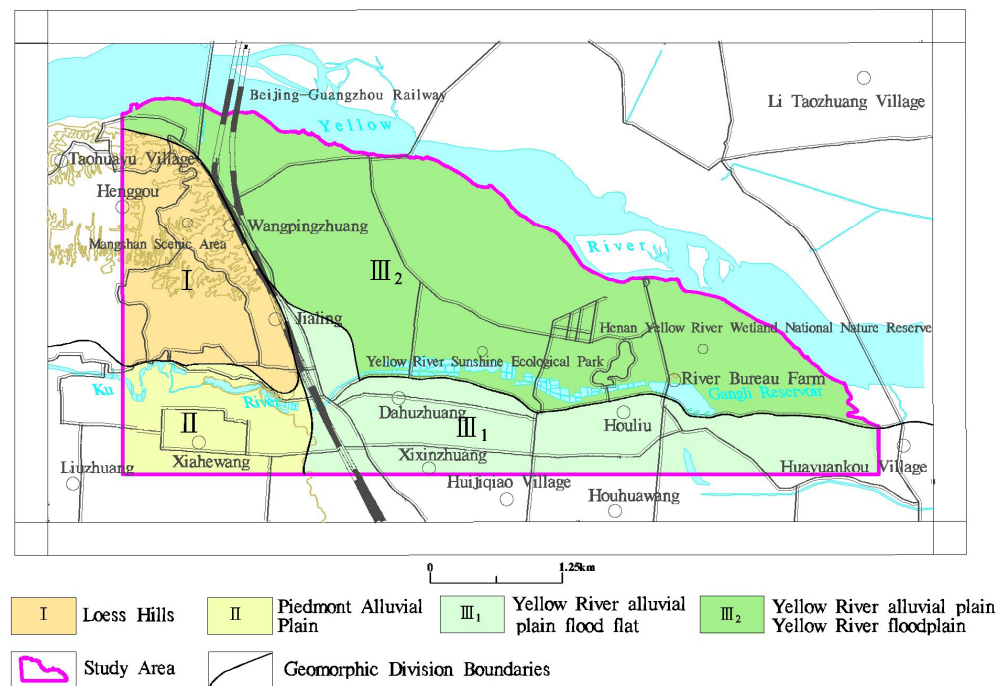 Beijing-Guangzhou Railway
Li Taozhuang Village
Yellow
Taohuayu Village
Henggou
Wangpingzhuang
Mangshan Scenic Area
River
I
III2
Jialing
Henan Yellow River Wetland National Nature Reserve
Yellow River Sunshine Ecological Park
River Bureau Farm
Ku
River
Gangli Reservoir
Dahuzhuang
II
III1
Houliu
Xiahewang
Xixinzhuang
Liuzhuang
Huayuankou Village
Huijiqiao Village
Houhuawang
0 1.25km
I Loess Hills
II Piedmont Alluvial
Plain
III1 Yellow River alluvial
plain flood flat
III2 Yellow River alluvial plain
Yellow River floodplain
Study Area
Geomorphic Division Boundaries